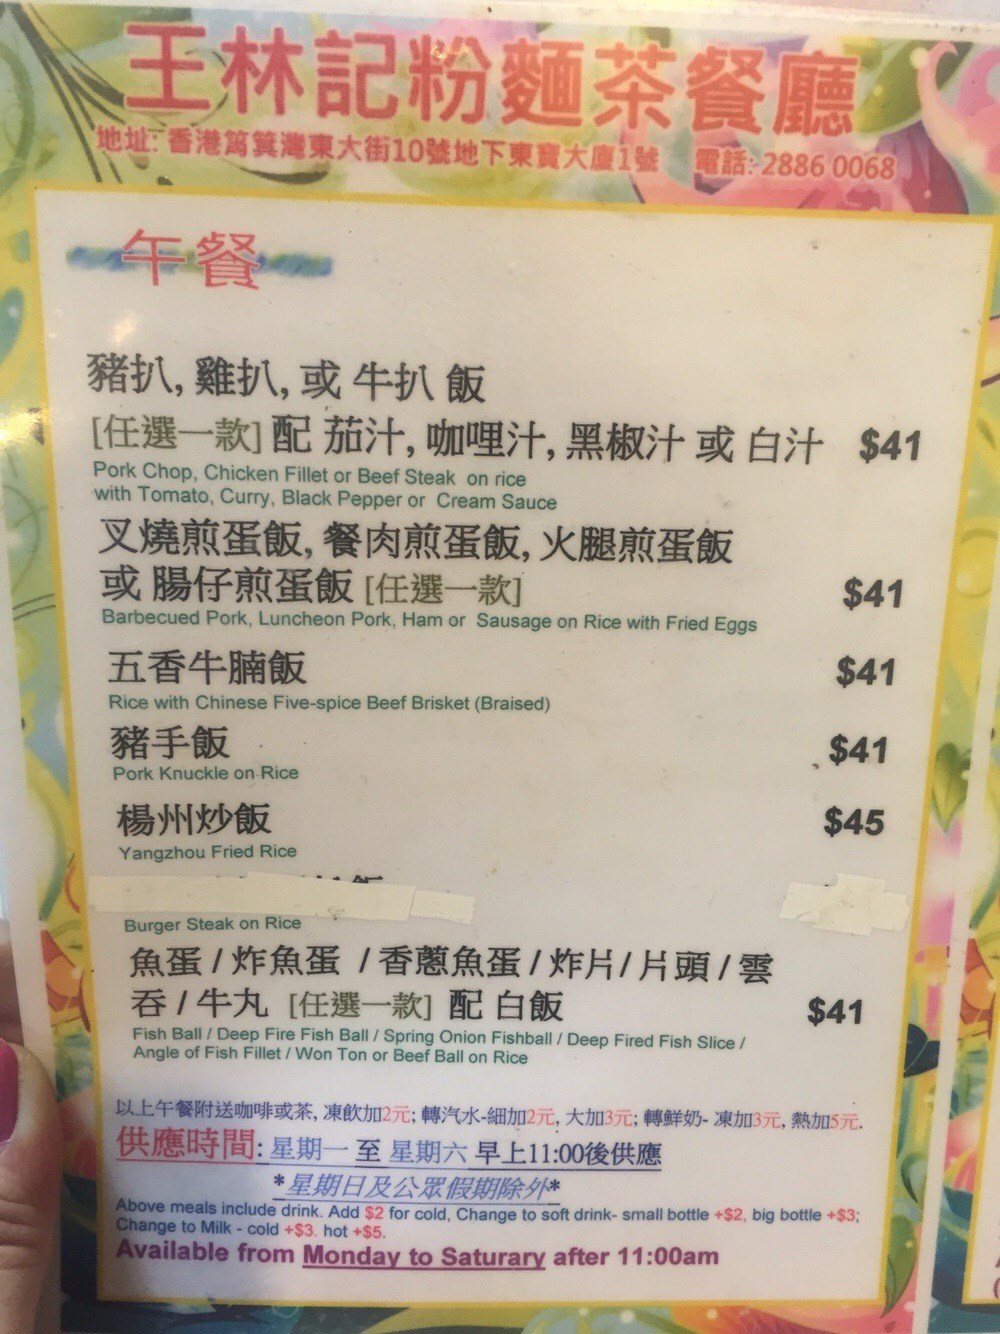 王林記粉麵茶餐廳
地址: 香港筲箕灣東大街10號地下東寶大廈1號 電話: 2886 0068
午餐
豬扒, 雞扒, 或 牛扒 飯
[任選一款] 配 茄汁, 咖哩汁, 黑椒汁 或 白汁 $41
Pork Chop, Chicken Fillet or Beef Steak on rice
with Tomato, Curry, Black Pepper or Cream Sauce
叉燒煎蛋飯, 餐肉煎蛋飯, 火腿煎蛋飯
或 腸仔煎蛋飯 [任選一款] $41
Barbecued Pork, Luncheon Pork, Ham or Sausage on Rice with Fried Eggs
五香牛腩飯 $41
Rice with Chinese Five-spice Beef Brisket (Braised)
豬手飯 $41
Pork Knuckle on Rice
楊州炒飯 $45
Yangzhou Fried Rice
飯
Burger Steak on Rice
魚蛋 / 炸魚蛋 / 香蔥魚蛋 / 炸片/ 片頭 / 雲
吞 / 牛丸 [任選一款] 配 白飯 $41
Fish Ball / Deep Fire Fish Ball / Spring Onion Fishball / Deep Fired Fish Slice /
Angle of Fish Fillet / Won Ton or Beef Ball on Rice
以上午餐附送咖啡或茶, 凍飲加2元; 轉汽水-細加2元, 大加3元; 轉鮮奶- 凍加3元, 熱加5元.
供應時間: 星期一 至 星期六 早上11:00後供應
*星期日及公眾假期除外*
Above meals include drink. Add $2 for cold, Change to soft drink- small bottle +$2, big bottle +$3;
Change to Milk - cold +$3. hot +$5.
Available from Monday to Saturary after 11:00am